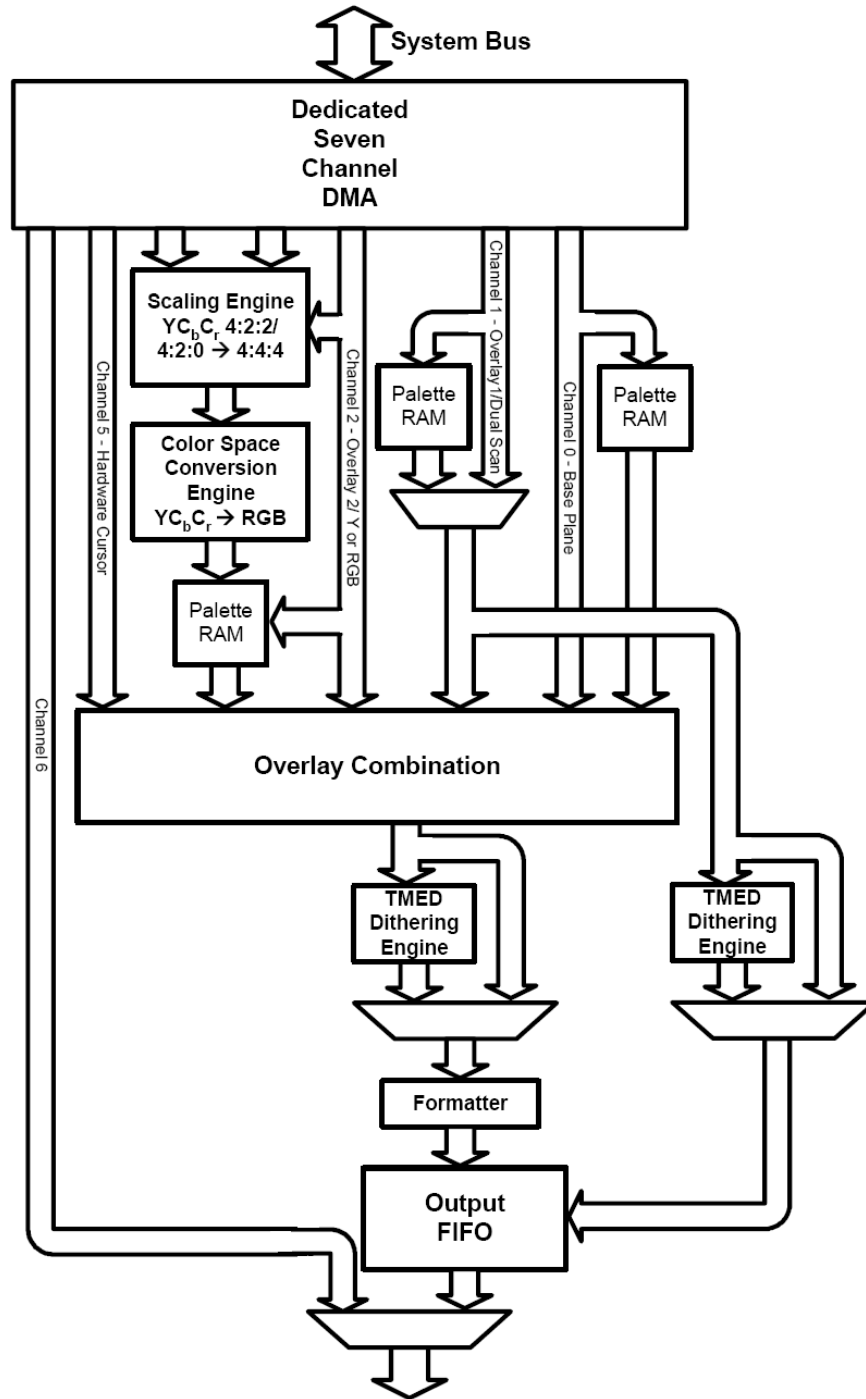 System Bus
Dedicated
Seven
Channel
DMA
Scaling Engine
YCbCr 4:2:2/
4:2:0 → 4:4:4
Color Space
Conversion
Engine
YCbCr → RGB
Palette
RAM
Palette
RAM
Palette
RAM
Channel 5 - Hardware Cursor
Channel 2 - Overlay 2/ Y or RGB
Channel 1 - Overlay1/Dual Scan
Channel 0 - Base Plane
Channel 6
Overlay Combination
TMED
Dithering
Engine
TMED
Dithering
Engine
Formatter
Output
FIFO